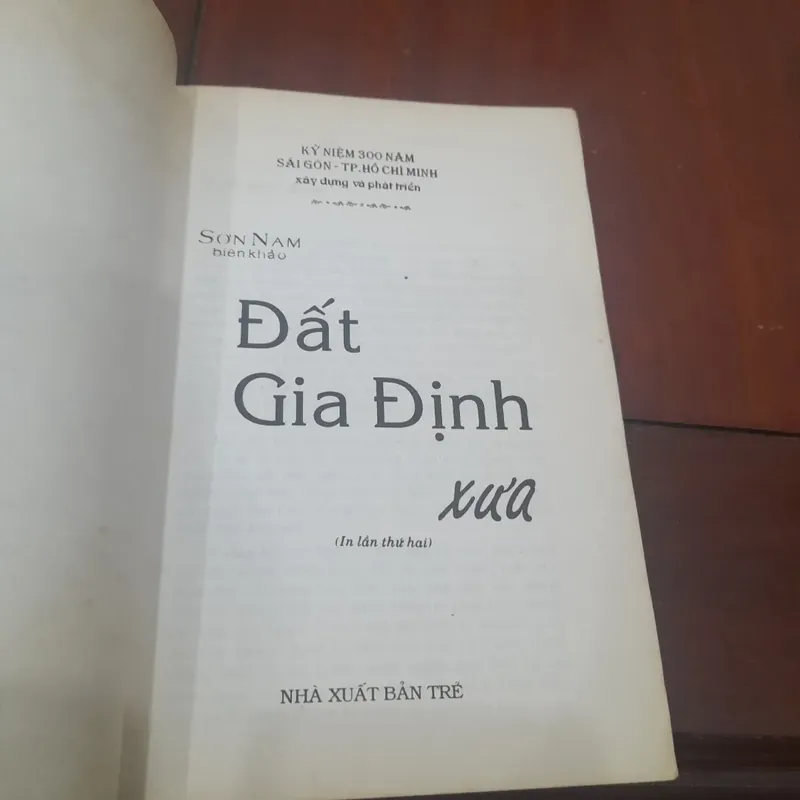 KỶ NIỆM 300 NĂM
SÀI GÒN - TP.HỒ CHÍ MINH
xây dựng và phát triển
SƠN NAM
biên khảo
Đất
Gia Định
xưa
(In lần thứ hai)
NHÀ XUẤT BẢN TRẺ